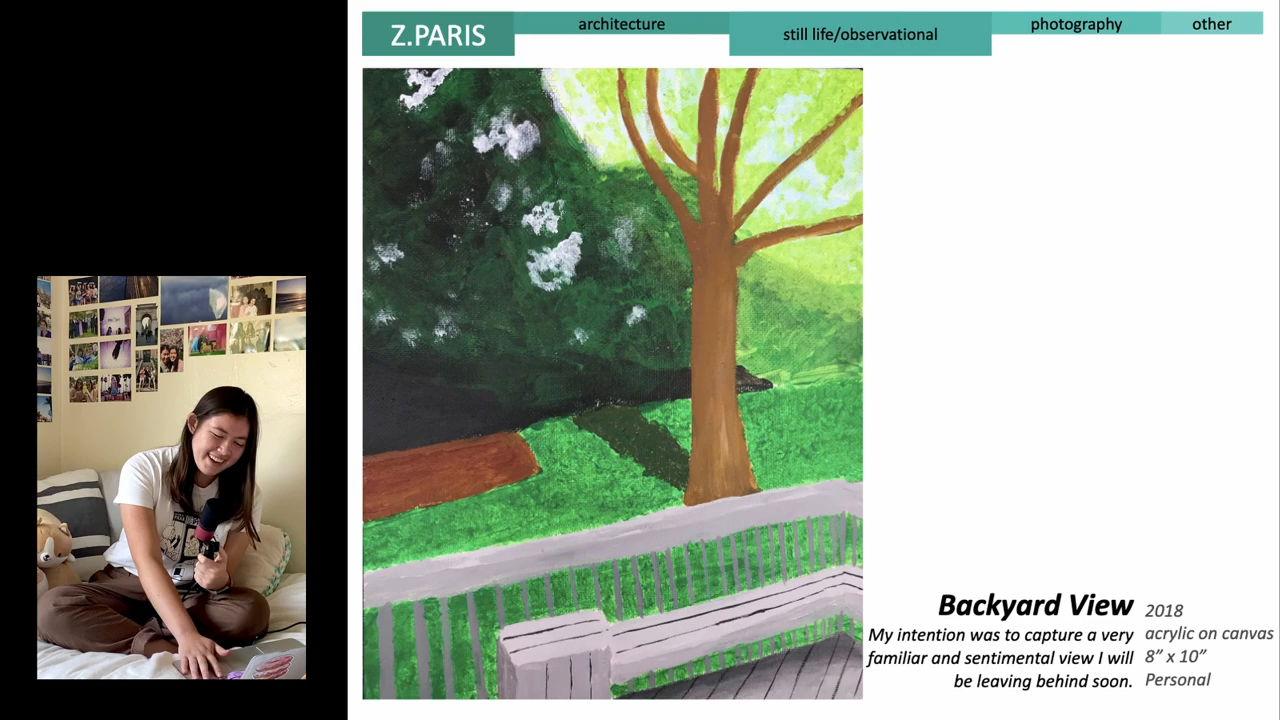 Z.PARIS
architecture
still life/observational
photography
other
Backyard View
2018
My intention was to capture a very
familiar and sentimental view I will
be leaving behind soon.
acrylic on canvas
8” x 10”
Personal